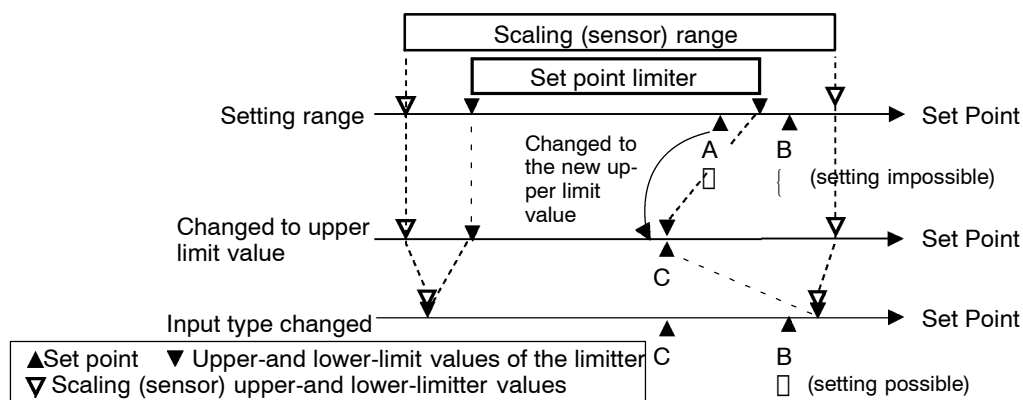 Scaling (sensor) range
Set point limiter
Setting range
Set Point
Changed to
the new up-
per limit
value
A
B
(setting impossible)
Changed to upper
limit value
Set Point
C
Input type changed
Set Point
C
B
(setting possible)
▲Set point ▼ Upper-and lower-limit values of the limitter
▽ Scaling (sensor) upper-and lower-limitter values